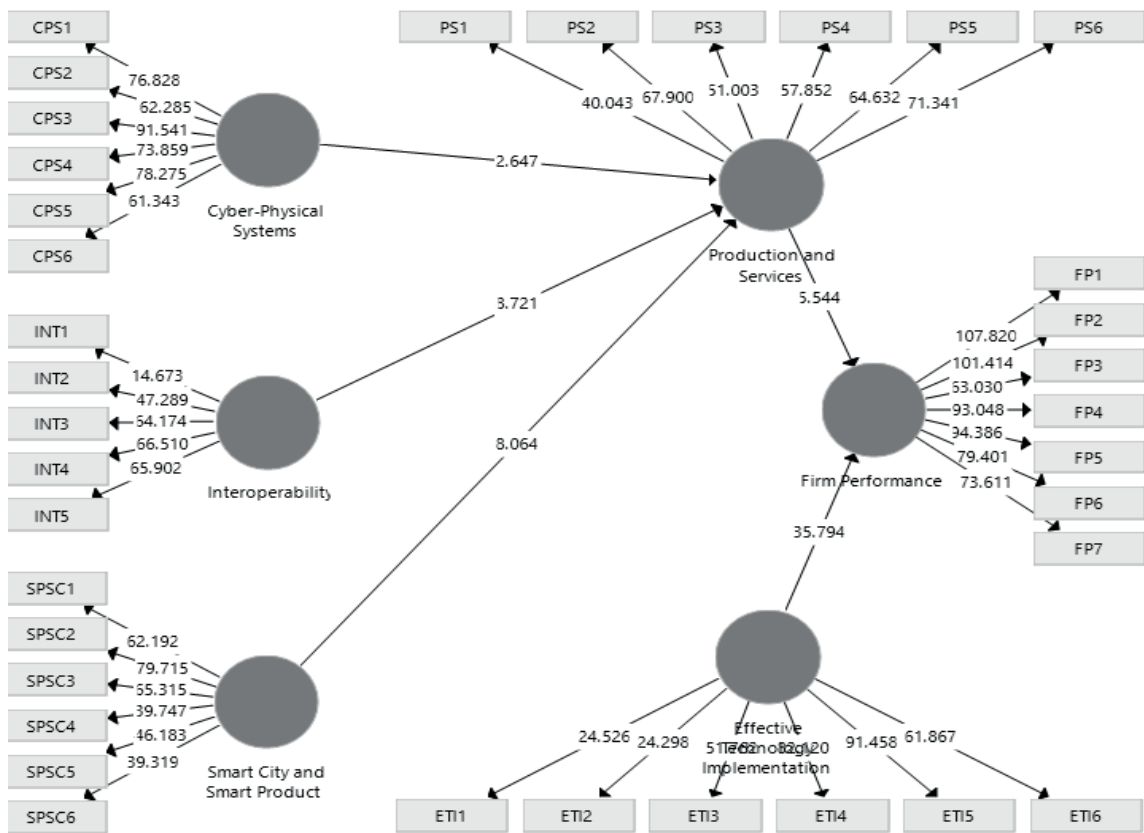 CPS1
CPS2
CPS3
CPS4
CPS5
CPS6
76.828
62.285
91.541
73.859
78.275
61.343
Cyber-Physical
Systems
PS1
PS2
PS3
PS4
PS5
PS6
40.043
67.900
51.003
57.852
64.632
71.341
2.647
Production and
Services
INT1
INT2
INT3
INT4
INT5
14.673
47.289
54.174
66.510
65.902
Interoperability
3.721
8.064
5.544
FP1
FP2
FP3
FP4
FP5
FP6
FP7
107.820
101.414
53.030
93.048
94.386
79.401
73.611
Firm Performance
35.794
SPSC1
SPSC2
SPSC3
SPSC4
SPSC5
SPSC6
62.192
79.715
55.315
39.747
46.183
39.319
Smart City and
Smart Product
Effective
Technology
Implementation
24.526
24.298
91.458
61.867
ETI1
ETI2
ETI3
ETI4
ETI5
ETI6